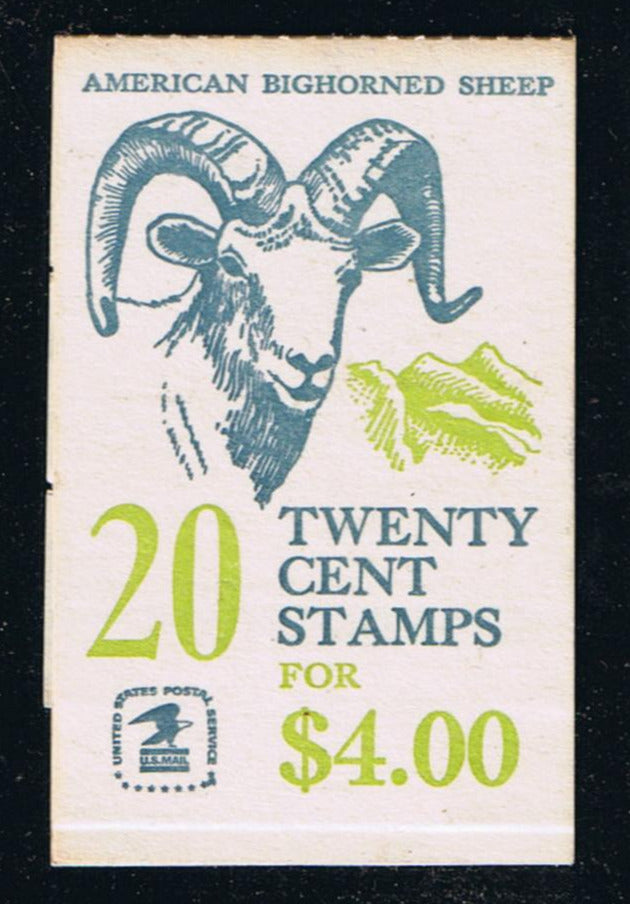 AMERICAN BIGHORNED SHEEP
20
TWENTY
CENT
STAMPS
FOR
$4.00
UNITED STATES POSTAL SERVICE
U.S.MAIL